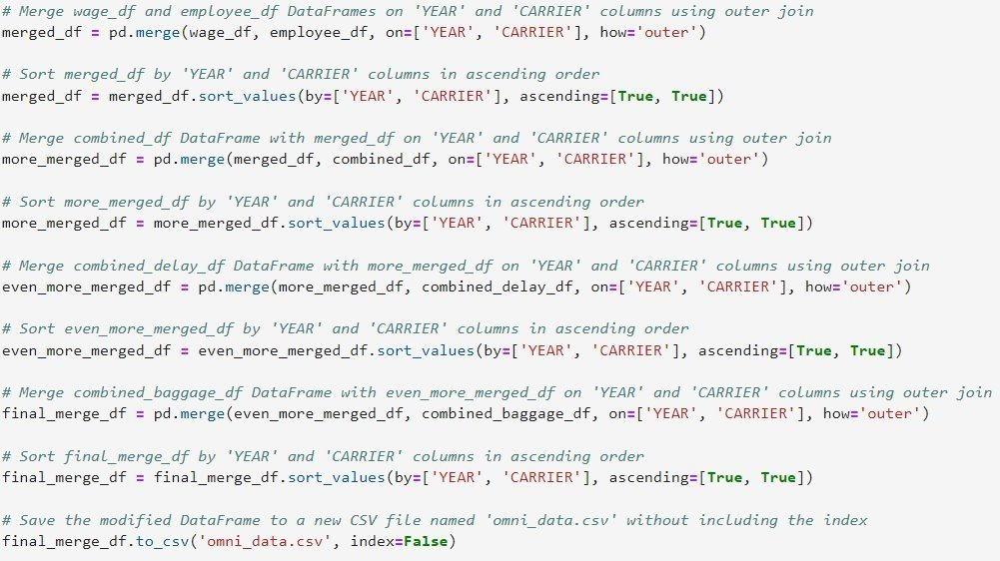 # Merge wage_df and employee_df DataFrames on 'YEAR' and 'CARRIER' columns using outer join
merged_df = pd.merge(wage_df, employee_df, on=['YEAR', 'CARRIER'], how='outer')
# Sort merged_df by 'YEAR' and 'CARRIER' columns in ascending order
merged_df = merged_df.sort_values(by=['YEAR', 'CARRIER'], ascending=[True, True])
# Merge combined_df DataFrame with merged_df on 'YEAR' and 'CARRIER' columns using outer join
more_merged_df = pd.merge(merged_df, combined_df, on=['YEAR', 'CARRIER'], how='outer')
# Sort more_merged_df by 'YEAR' and 'CARRIER' columns in ascending order
more_merged_df = more_merged_df.sort_values(by=['YEAR', 'CARRIER'], ascending=[True, True])
# Merge combined_delay_df DataFrame with more_merged_df on 'YEAR' and 'CARRIER' columns using outer join
even_more_merged_df = pd.merge(more_merged_df, combined_delay_df, on=['YEAR', 'CARRIER'], how='outer')
# Sort even_more_merged_df by 'YEAR' and 'CARRIER' columns in ascending order
even_more_merged_df = even_more_merged_df.sort_values(by=['YEAR', 'CARRIER'], ascending=[True, True])
# Merge combined_baggage_df DataFrame with even_more_merged_df on 'YEAR' and 'CARRIER' columns using outer join
final_merge_df = pd.merge(even_more_merged_df, combined_baggage_df, on=['YEAR', 'CARRIER'], how='outer')
# Sort final_merge_df by 'YEAR' and 'CARRIER' columns in ascending order
final_merge_df = final_merge_df.sort_values(by=['YEAR', 'CARRIER'], ascending=[True, True])
# Save the modified DataFrame to a new CSV file named 'omni_data.csv' without including the index
final_merge_df.to_csv('omni_data.csv', index=False)